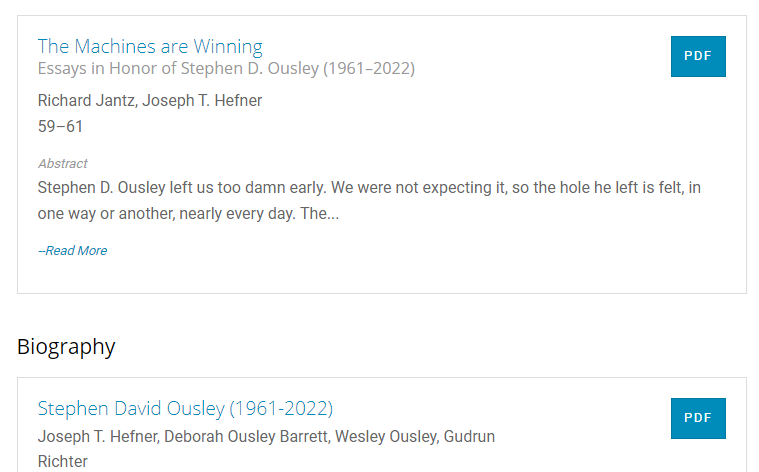 The Machines are Winning
PDF
Essays in Honor of Stephen D. Ousley (1961–2022)
Richard Jantz, Joseph T. Hefner
59–61
Abstract
Stephen D. Ousley left us too damn early. We were not expecting it, so the hole he left is felt, in
one way or another, nearly every day. The...
--Read More
Biography
Stephen David Ousley (1961-2022)
PDF
Joseph T. Hefner, Deborah Ousley Barrett, Wesley Ousley, Gudrun
Richter